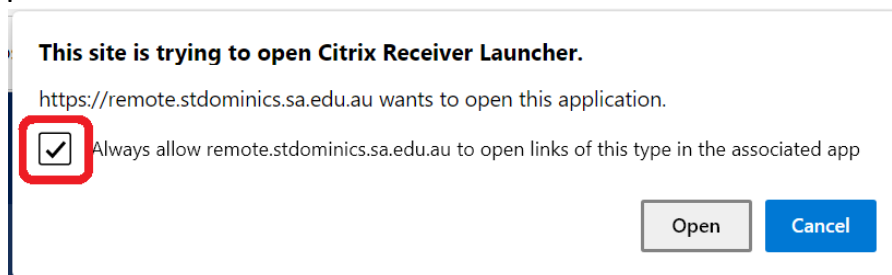 This site is trying to open Citrix Receiver Launcher.
https://remote.stdominics.sa.edu.au wants to open this application.
Always allow remote.stdominics.sa.edu.au to open links of this type in the associated app
Open Cancel